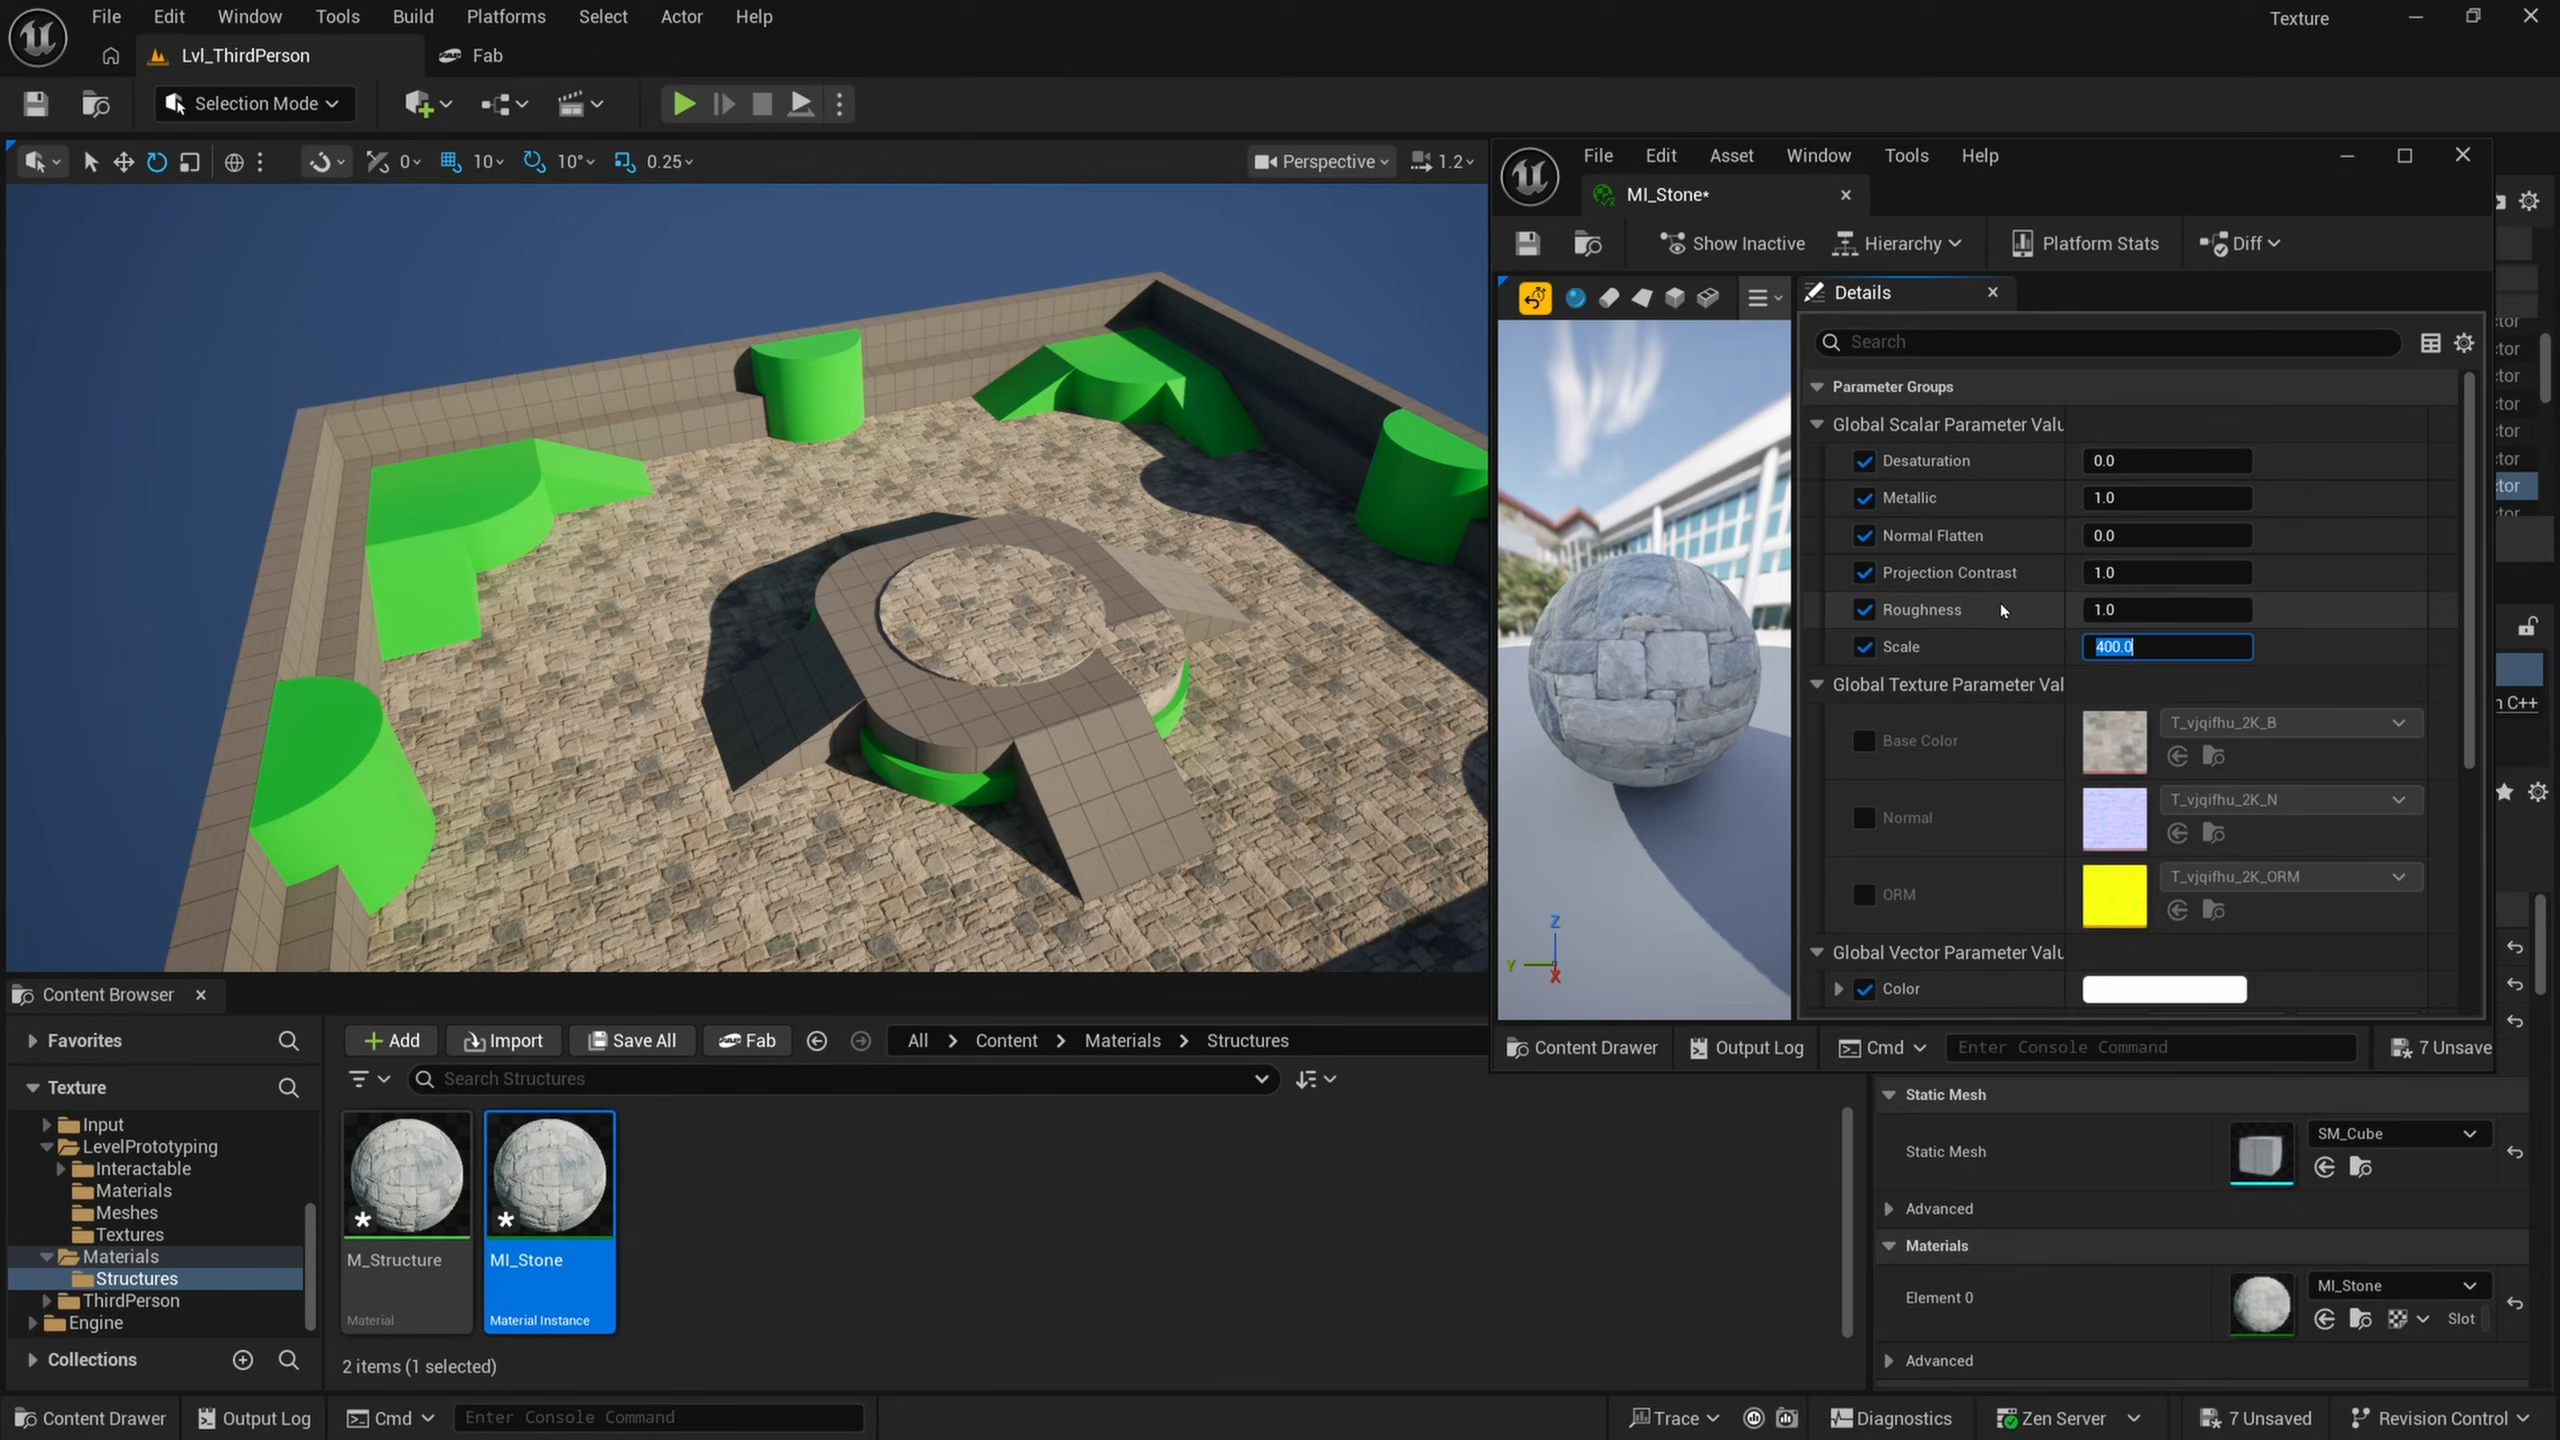 File Edit Window Tools Build Platforms Select Actor Help
Texture
Lvl_ThirdPerson
Fab
Selection Mode
0 10 10° 0.25
Perspective 1.2
File Edit Asset Window Tools Help
MI_Stone*
Show Inactive Hierarchy Platform Stats Diff
Details
Search
Parameter Groups
Global Scalar Parameter Valu
Desaturation 0.0
Metallic 1.0
Normal Flatten 0.0
Projection Contrast 1.0
Roughness 1.0
Scale 400.0
Global Texture Parameter Val
Base Color T_vjqifhu_2K_B
Normal T_vjqifhu_2K_N
ORM T_vjqifhu_2K_ORM
Global Vector Parameter Valu
Color
Z
Y
X
Content Drawer Output Log Cmd Enter Console Command 7 Unsave
tor
tor
tor
tor
tor
tor
tor
n C++
Content Browser
Favorites
Texture
Input
LevelPrototyping
Interactable
Materials
Meshes
Textures
Materials
Structures
ThirdPerson
Engine
Collections
Add Import Save All Fab All Content Materials Structures
Search Structures
M_Structure
Material
MI_Stone
Material Instance
2 items (1 selected)
Static Mesh
Static Mesh SM_Cube
Advanced
Materials
Element 0 MI_Stone
Slot
Advanced
Content Drawer Output Log Cmd Enter Console Command Trace Diagnostics Zen Server 7 Unsaved Revision Control